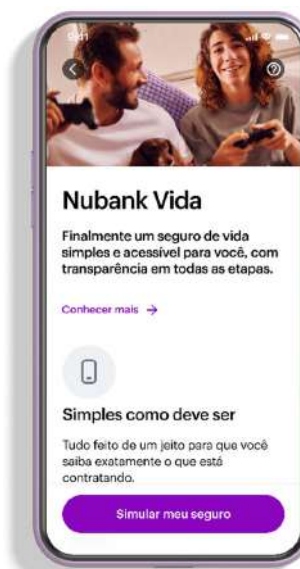 Nubank Vida
Finalmente um seguro de vida
simples e acessível para você, com
transparência em todas as etapas.
Conhecer mais →
Simples como deve ser
Tudo feito de um jeito para que você
saiba exatamente o que está
contratando.
Simular meu seguro